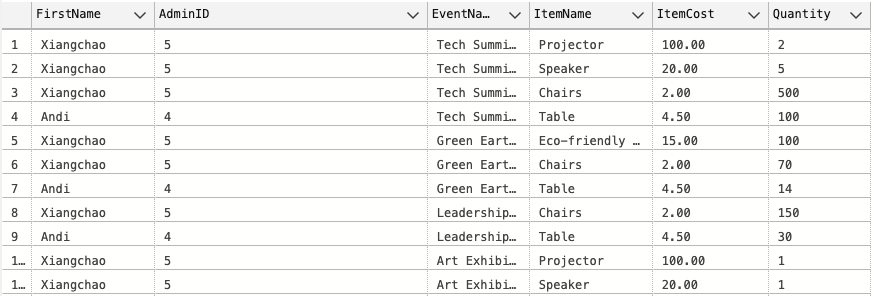 FirstName AdminID EventNa… ItemName ItemCost Quantity
1 Xiangchao 5 Tech Summi… Projector 100.00 2
2 Xiangchao 5 Tech Summi… Speaker 20.00 5
3 Xiangchao 5 Tech Summi… Chairs 2.00 500
4 Andi 4 Tech Summi… Table 4.50 100
5 Xiangchao 5 Green Eart… Eco-friendly … 15.00 100
6 Xiangchao 5 Green Eart… Chairs 2.00 70
7 Andi 4 Green Eart… Table 4.50 14
8 Xiangchao 5 Leadership… Chairs 2.00 150
9 Andi 4 Leadership… Table 4.50 30
1… Xiangchao 5 Art Exhibi… Projector 100.00 1
1… Xiangchao 5 Art Exhibi… Speaker 20.00 1